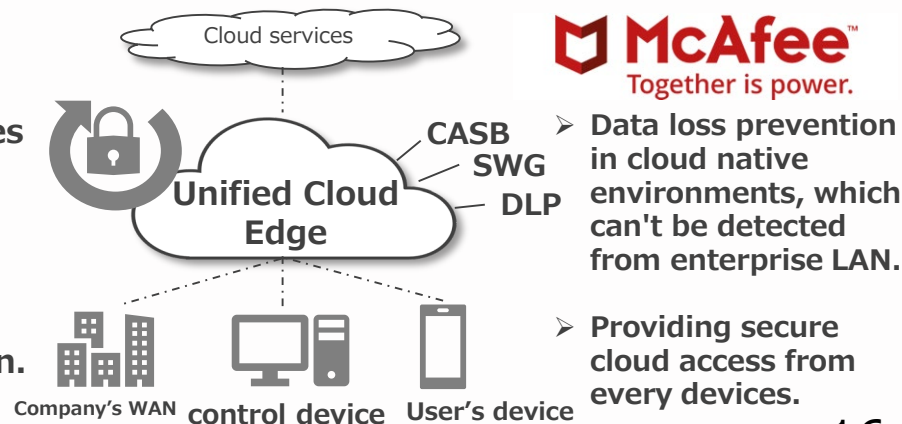 Cloud services
McAfee™
Together is power.
es
Unified Cloud
Edge
CASB
SWG
DLP
➢ Data loss prevention
in cloud native
environments, which
can't be detected
from enterprise LAN.
➢ Providing secure
cloud access from
every devices.
n.
Company's WAN
control device
User's device